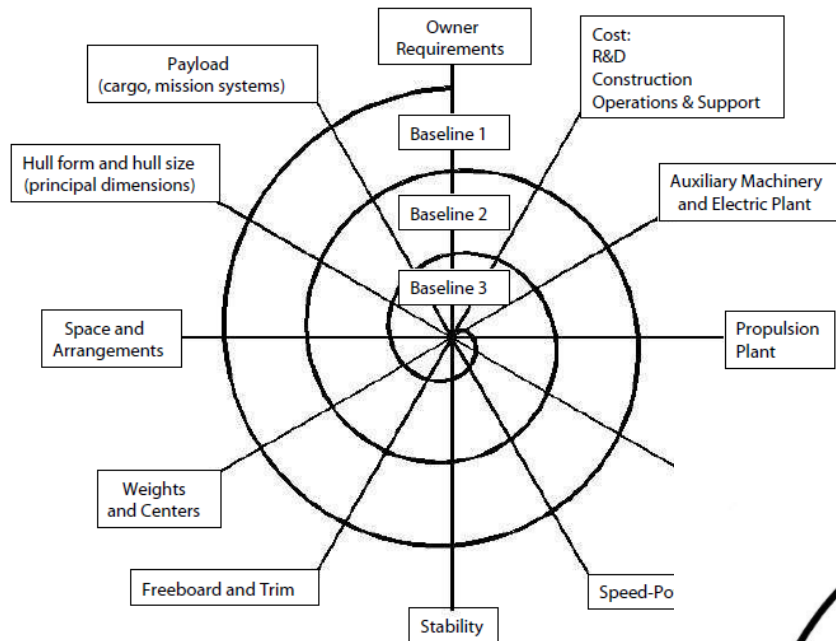 Owner
Requirements
Cost:
R&D
Construction
Operations & Support
Payload
(cargo, mission systems)
Baseline 1
Hull form and hull size
(principal dimensions)
Auxiliary Machinery
and Electric Plant
Baseline 2
Baseline 3
Space and
Arrangements
Propulsion
Plant
Weights
and Centers
Freeboard and Trim
Speed-Po
Stability